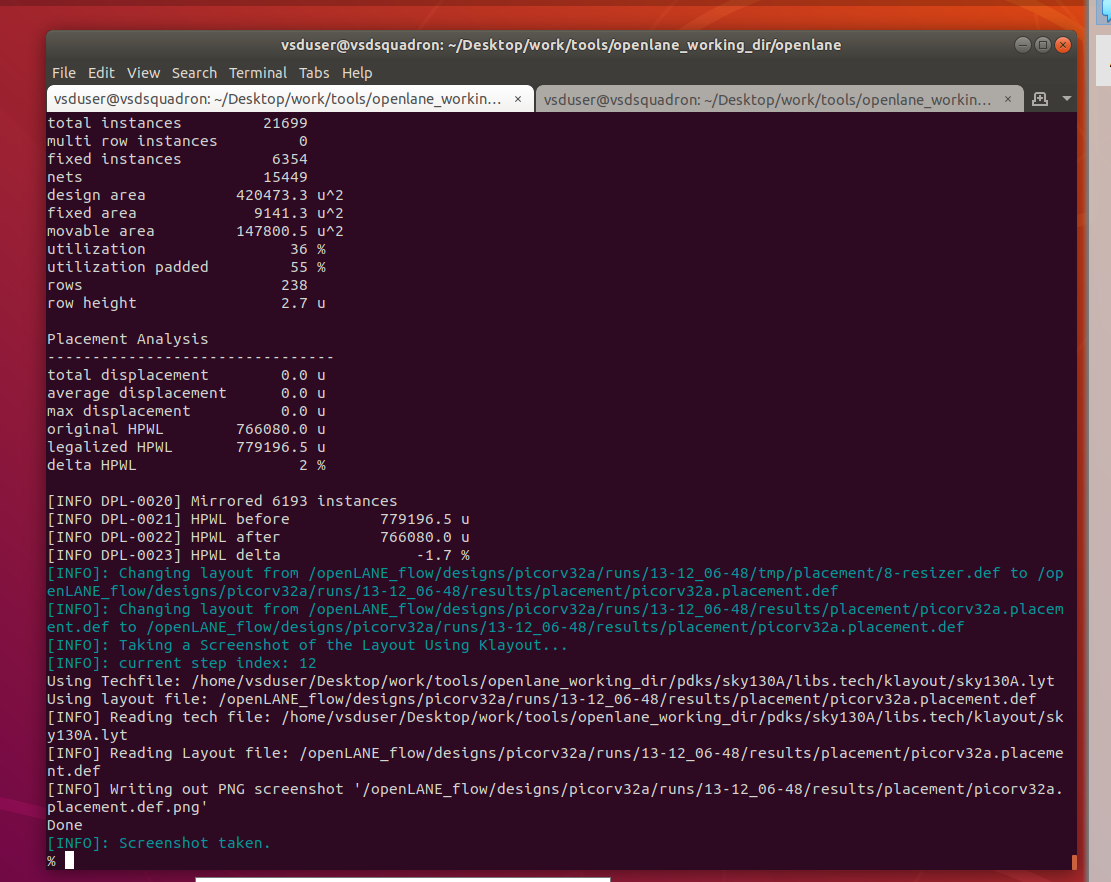 vsduser@vsdsquadron: ~/Desktop/work/tools/openlane_working_dir/openlane
File Edit View Search Terminal Tabs Help
vsduser@vsdsquadron: ~/Desktop/work/tools/openlane_workin... × vsduser@vsdsquadron: ~/Desktop/work/tools/openlane_workin... ×
total instances 21699
multi row instances 0
fixed instances 6354
nets 15449
design area 420473.3 u^2
fixed area 9141.3 u^2
movable area 147800.5 u^2
utilization 36 %
utilization padded 55 %
rows 238
row height 2.7 u
Placement Analysis
--------------------------------
total displacement 0.0 u
average displacement 0.0 u
max displacement 0.0 u
original HPWL 766080.0 u
legalized HPWL 779196.5 u
delta HPWL 2 %
[INFO DPL-0020] Mirrored 6193 instances
[INFO DPL-0021] HPWL before 779196.5 u
[INFO DPL-0022] HPWL after 766080.0 u
[INFO DPL-0023] HPWL delta -1.7 %
[INFO]: Changing layout from /openLANE_flow/designs/picorv32a/runs/13-12_06-48/tmp/placement/8-resizer.def to /op
enLANE_flow/designs/picorv32a/runs/13-12_06-48/results/placement/picorv32a.placement.def
[INFO]: Changing layout from /openLANE_flow/designs/picorv32a/runs/13-12_06-48/results/placement/picorv32a.placem
ent.def to /openLANE_flow/designs/picorv32a/runs/13-12_06-48/results/placement/picorv32a.placement.def
[INFO]: Taking a Screenshot of the Layout Using Klayout...
[INFO]: current step index: 12
Using Techfile: /home/vsduser/Desktop/work/tools/openlane_working_dir/pdks/sky130A/libs.tech/klayout/sky130A.lyt
Using layout file: /openLANE_flow/designs/picorv32a/runs/13-12_06-48/results/placement/picorv32a.placement.def
[INFO] Reading tech file: /home/vsduser/Desktop/work/tools/openlane_working_dir/pdks/sky130A/libs.tech/klayout/sk
y130A.lyt
[INFO] Reading Layout file: /openLANE_flow/designs/picorv32a/runs/13-12_06-48/results/placement/picorv32a.placeme
nt.def
[INFO] Writing out PNG screenshot '/openLANE_flow/designs/picorv32a/runs/13-12_06-48/results/placement/picorv32a.
placement.def.png'
Done
[INFO]: Screenshot taken.
%